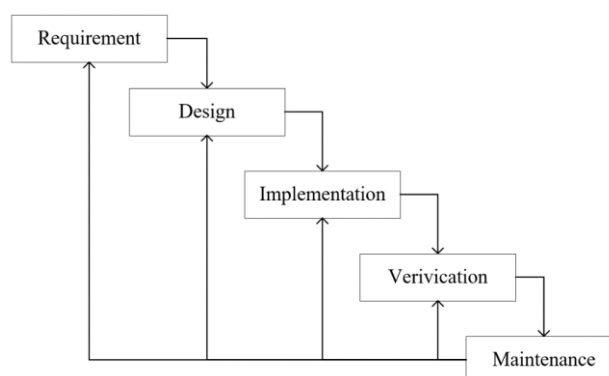 Requirement
Design
Implementation
Verivication
Maintenance